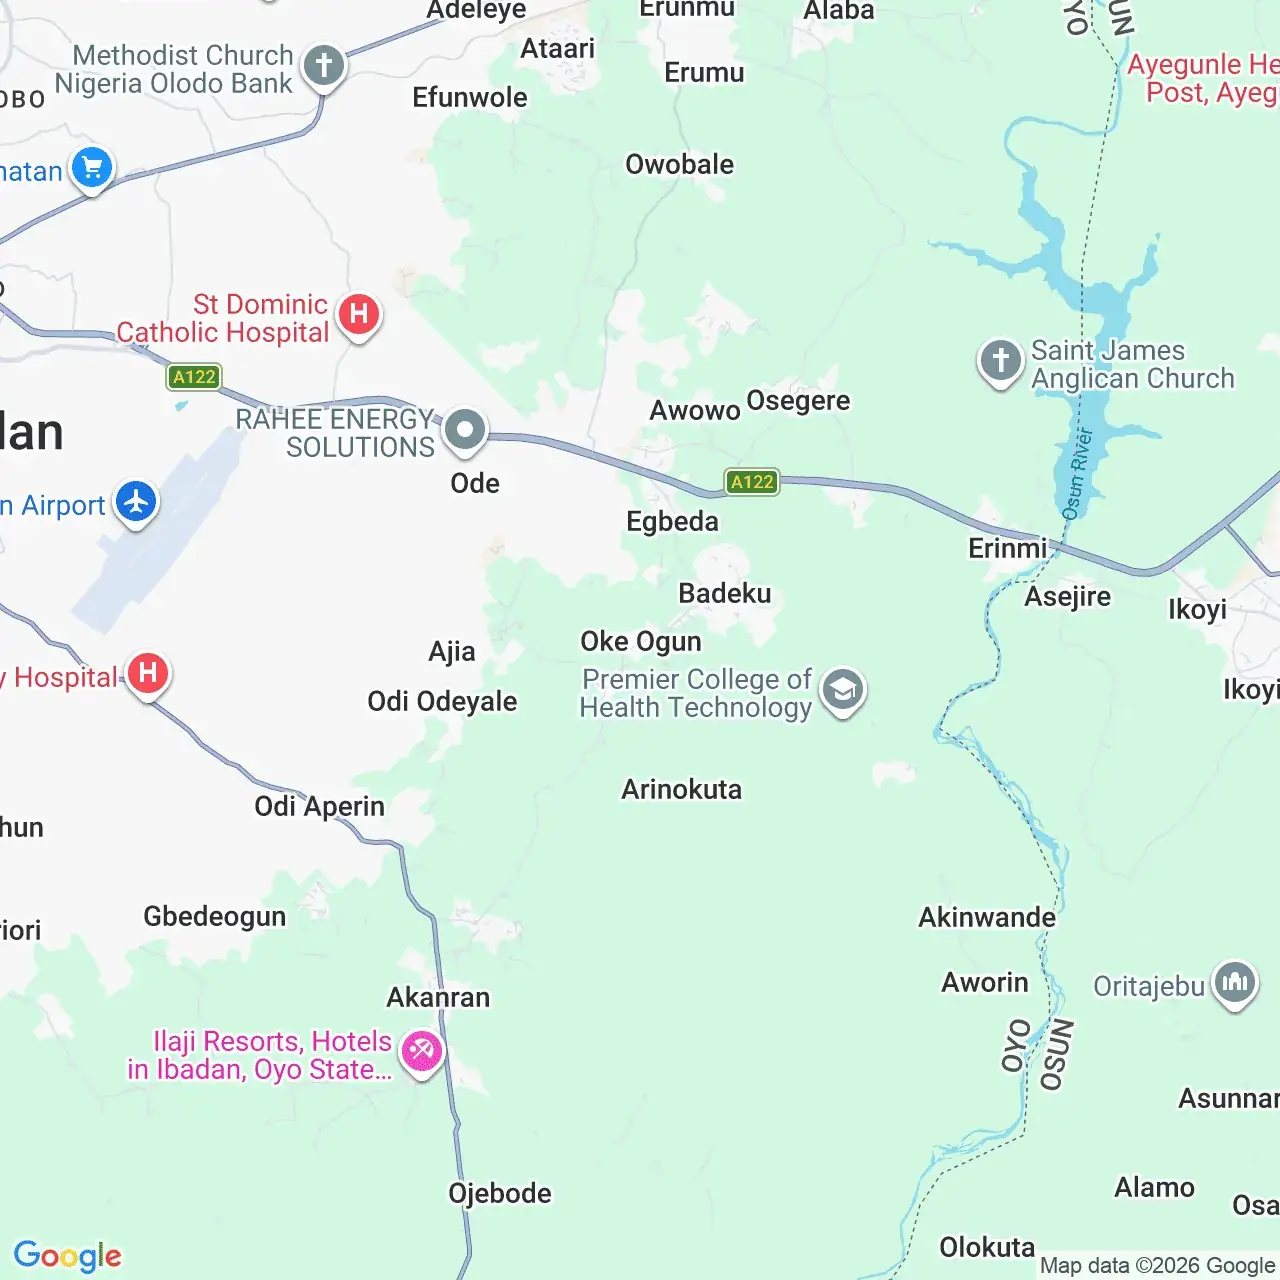 Adeleye
Erunmu
Alaba
OYO
OSUN
Ataari
Methodist Church
Nigeria Olodo Bank
Erumu
Ayegunle He
Post, Ayeg
OBO
Efunwole
Owobale
natan
St Dominic
Catholic Hospital
Saint James
Anglican Church
A122
RAHEE ENERGY
SOLUTIONS
Awowo
Osegere
lan
Osun River
Ode
A122
n Airport
Egbeda
Erinmi
Badeku
Asejire
Ikoyi
Ajia
Oke Ogun
y Hospital
Premier College of
Health Technology
Ikoyi
Odi Odeyale
Arinokuta
Odi Aperin
hun
Gbedeogun
Akinwande
riori
Aworin
Oritajebu
Akanran
Ilaji Resorts, Hotels
in Ibadan, Oyo State...
OYO
OSUN
Asunnar
Ojebode
Alamo
Osa
Olokuta
Google
Map data ©2026 Google